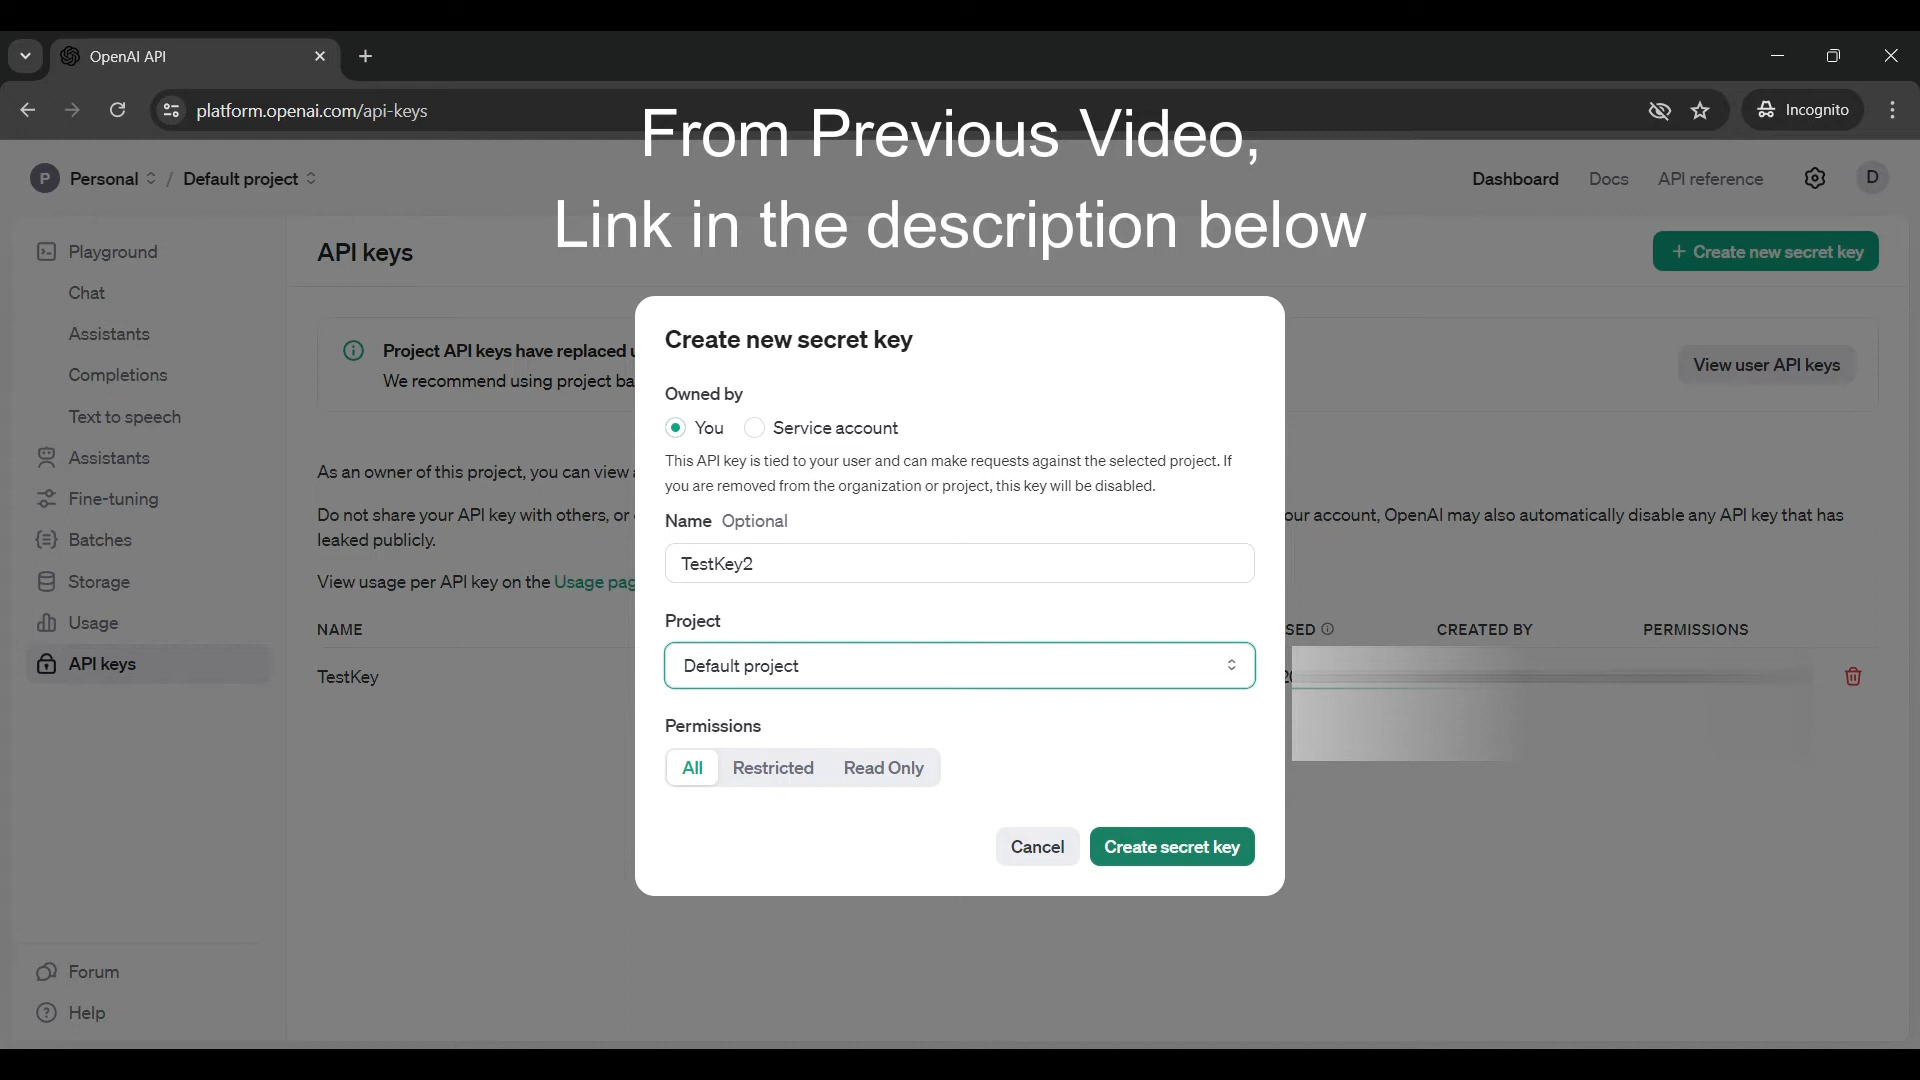 OpenAI API
platform.openai.com/api-keys
Incognito
From Previous Video,
Link in the description below
P Personal / Default project
Dashboard Docs API reference D
Playground
Chat
Assistants
Completions
Text to speech
Assistants
Fine-tuning
Batches
Storage
Usage
API keys
Forum
Help
API keys
+ Create new secret key
Project API keys have replaced
We recommend using project
View user API keys
As an owner of this project, you can view
Do not share your API key with others, or
our account, OpenAI may also automatically disable any API key that has
leaked publicly.
View usage per API key on the Usage
NAME
SED CREATED BY PERMISSIONS
TestKey
Create new secret key
Owned by
You Service account
This API key is tied to your user and can make requests against the selected project. If
you are removed from the organization or project, this key will be disabled.
Name Optional
TestKey2
Project
Default project
Permissions
All Restricted Read Only
Cancel Create secret key